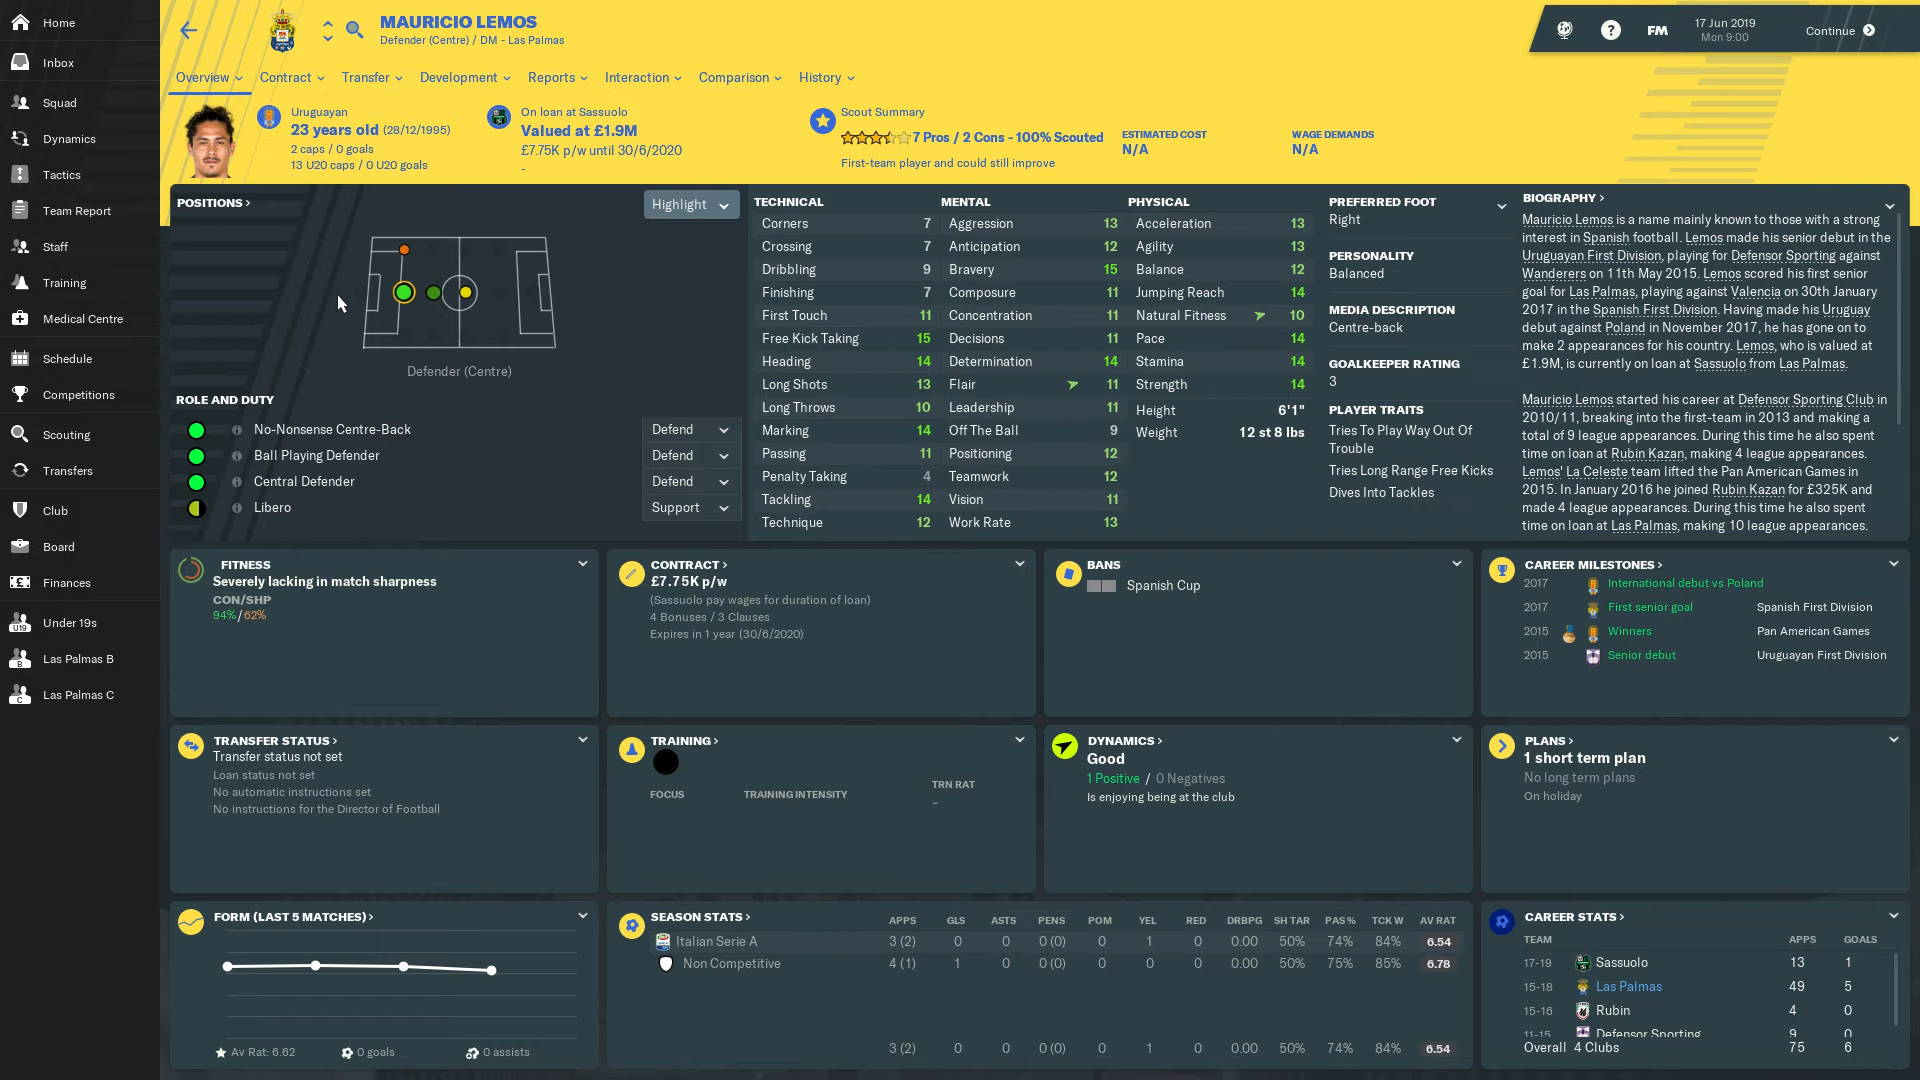 Home
Inbox
Squad
Dynamics
Tactics
Team Report
Staff
Training
Medical Centre
Schedule
Competitions
Scouting
Transfers
Club
Board
Finances
U19 Under 19s
B Las Palmas B
C Las Palmas C
MAURICIO LEMOS
Defender (Centre) / DM - Las Palmas
? FM 17 Jun 2019 Continue
Mon 9:00
Overview Contract Transfer Development Reports Interaction Comparison History
Uruguayan
23 years old (28/12/1995)
2 caps / 0 goals
13 U20 caps / 0 U20 goals
On loan at Sassuolo
Valued at £1.9M
£7.75K p/w until 30/6/2020
-
Scout Summary
7 Pros / 2 Cons - 100% Scouted
First-team player and could still improve
ESTIMATED COST
N/A
WAGE DEMANDS
N/A
POSITIONS >
Highlight
Defender (Centre)
ROLE AND DUTY
No-Nonsense Centre-Back Defend
Ball Playing Defender Defend
Central Defender Defend
Libero Support
TECHNICAL
Corners 7
Crossing 7
Dribbling 9
Finishing 7
First Touch 11
Free Kick Taking 15
Heading 14
Long Shots 13
Long Throws 10
Marking 14
Passing 11
Penalty Taking 4
Tackling 14
Technique 12
MENTAL
Aggression 13
Anticipation 12
Bravery 15
Composure 11
Concentration 11
Decisions 11
Determination 14
Flair 11
Leadership 11
Off The Ball 9
Positioning 12
Teamwork 12
Vision 11
Work Rate 13
PHYSICAL
Acceleration 13
Agility 13
Balance 12
Jumping Reach 14
Natural Fitness 10
Pace 14
Stamina 14
Strength 14
Height 6'1"
Weight 12 st 8 lbs
PREFERRED FOOT
Right
PERSONALITY
Balanced
MEDIA DESCRIPTION
Centre-back
GOALKEEPER RATING
3
PLAYER TRAITS
Tries To Play Way Out Of
Trouble
Tries Long Range Free Kicks
Dives Into Tackles
BIOGRAPHY >
Mauricio Lemos is a name mainly known to those with a strong
interest in Spanish football. Lemos made his senior debut in the
Uruguayan First Division, playing for Defensor Sporting against
Wanderers on 11th May 2015. Lemos scored his first senior
goal for Las Palmas, playing against Valencia on 30th January
2017 in the Spanish First Division. Having made his Uruguay
debut against Poland in November 2017, he has gone on to
make 2 appearances for his country. Lemos, who is valued at
£1.9M, is currently on loan at Sassuolo from Las Palmas.
Mauricio Lemos started his career at Defensor Sporting Club in
2010/11, breaking into the first-team in 2013 and making a
total of 9 league appearances. During this time he also spent
time on loan at Rubin Kazan, making 4 league appearances.
Lemos' La Celeste team lifted the Pan American Games in
2015. In January 2016 he joined Rubin Kazan for £325K and
made 4 league appearances. During this time he also spent
time on loan at Las Palmas, making 10 league appearances.
FITNESS
Severely lacking in match sharpness
CON/SHP
94% / 62%
CONTRACT >
£7.75K p/w
(Sassuolo pay wages for duration of loan)
4 Bonuses / 3 Clauses
Expires in 1 year (30/6/2020)
BANS
Spanish Cup
CAREER MILESTONES >
2017 International debut vs Poland
2017 First senior goal Spanish First Division
2015 Winners Pan American Games
2015 Senior debut Uruguayan First Division
TRANSFER STATUS >
Transfer status not set
Loan status not set
No automatic instructions set
No instructions for the Director of Football
TRAINING >
FOCUS TRAINING INTENSITY TRN RAT
–
DYNAMICS >
Good
1 Positive / 0 Negatives
Is enjoying being at the club
PLANS >
1 short term plan
No long term plans
On holiday
FORM (LAST 5 MATCHES) >
Av Rat: 6.62 0 goals 0 assists
SEASON STATS > APPS GLS ASTS PENS POM YEL RED DRBPG SH TAR PAS % TCK W AV RAT
Italian Serie A 3 (2) 0 0 0 (0) 0 1 0 0.00 50% 74% 84% 6.54
Non Competitive 4 (1) 1 0 0 (0) 0 0 0 0.00 50% 75% 85% 6.78
3 (2) 0 0 0 (0) 0 1 0 0.00 50% 74% 84% 6.54
CAREER STATS >
TEAM APPS GOALS
17-19 Sassuolo 13 1
15-18 Las Palmas 49 5
15-16 Rubin 4 0
11-15 Defensor Sporting 9 0
Overall 4 Clubs 75 6